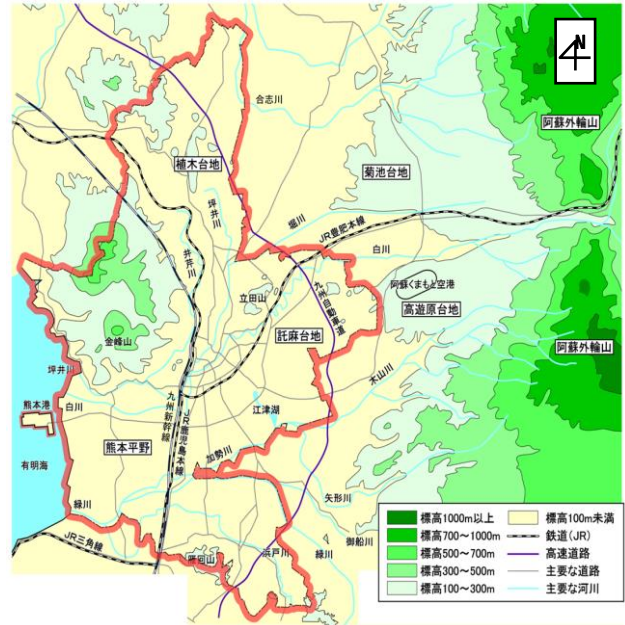 N
合志川
阿蘇外輪山
植木台地
菊池台地
坪井川
堀川
JR豊肥本線
井芹川
白川
立田山
九州自動車道
阿蘇くまもと空港
高遊原台地
金峰山
託麻台地
阿蘇外輪山
木山川
坪井川
熊本港
白川
九州新幹線
JR鹿児島本線
江津湖
熊本平野
加勢川
有明海
矢形川
緑川
御船川
JR三角線
雁回山
浜戸川
緑川
標高1000m以上
標高700~1000m
標高500~700m
標高300~500m
標高100~300m
標高100m未満
鉄道(JR)
高速道路
主要な道路
主要な河川